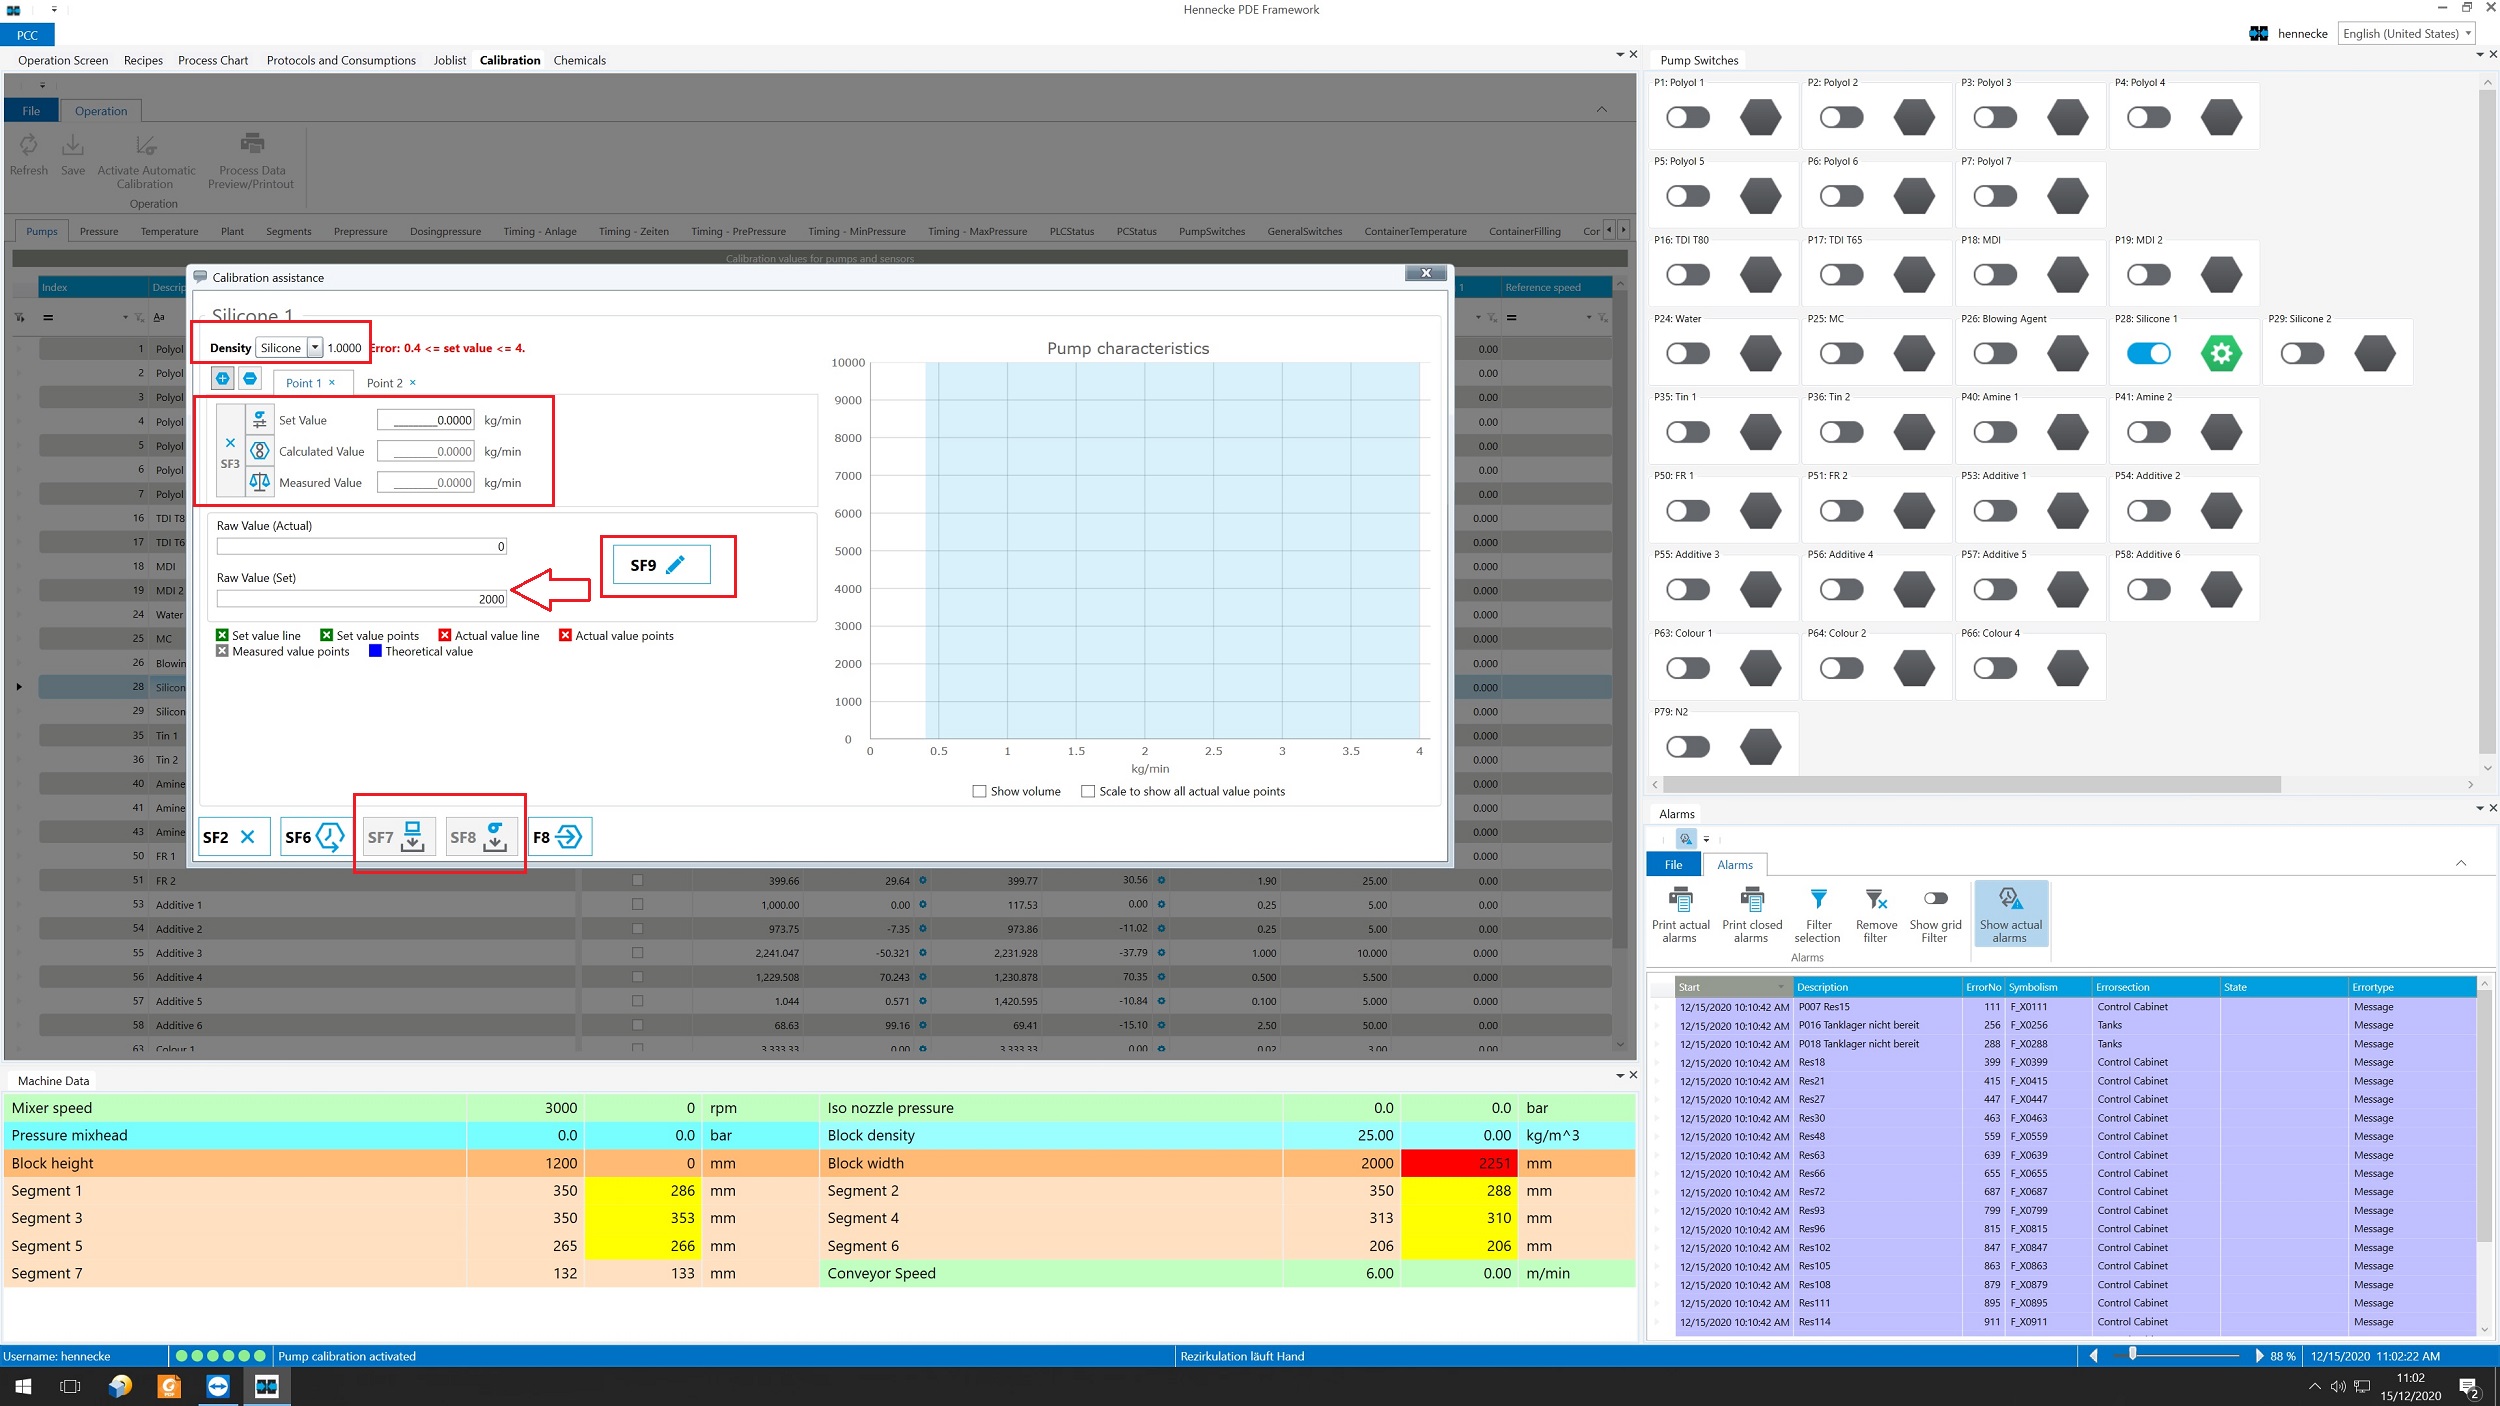 Hennecke PDE Framework
PCC
hennecke
English (United States)
Operation Screen Recipes Process Chart Protocols and Consumptions Joblist Calibration Chemicals
File Operation
Refresh
Save
Activate Automatic
Calibration
Process Data
Preview/Printout
Operation
Pumps Pressure Temperature Plant Segments Prepressure Dosingpressure Timing - Anlage Timing - Zeiten Timing - PrePressure Timing - MinPressure Timing - MaxPressure PLCStatus PCStatus PumpSwitches GeneralSwitches ContainerTemperature ContainerFilling Cor
Calibration values for pumps and sensors
Index Descrip 1 Reference speed
= Aa =
1 Polyol 0.00
2 Polyol 0.00
3 Polyol 0.00
4 Polyol 0.00
5 Polyol 0.00
6 Polyol 0.00
7 Polyol 0.00
16 TDI T8 0.000
17 TDI T6 0.000
18 MDI 0.000
19 MDI 2 0.000
24 Water 0.000
25 MC 0.000
26 Blowin 0.000
28 Silicon 0.000
29 Silicon 0.000
35 Tin 1 0.000
36 Tin 2 0.000
40 Amine 0.000
41 Amine 0.000
43 Amine 0.000
50 FR 1 0.000
51 FR 2 399.66 29.64 399.77 30.56 1.90 25.00 0.00
53 Additive 1 1,000.00 0.00 117.53 0.00 0.25 5.00 0.00
54 Additive 2 973.75 -7.35 973.86 -11.02 0.25 5.00 0.00
55 Additive 3 2,241.047 -50.321 2,231.928 -37.79 1.000 10.000 0.00
56 Additive 4 1,229.508 70.243 1,230.878 70.35 0.500 5.500 0.00
57 Additive 5 1.044 0.571 1,420.595 -10.84 0.100 5.000 0.00
58 Additive 6 68.63 99.16 69.41 -15.10 2.50 50.00 0.00
63 Colour 1 3,333.33 0.00 3,333.33 0.00 0.02 3.00 0.00
Calibration assistance
Silicone 1
Density Silicone 1.0000 Error: 0.4 <= set value <= 4.
Point 1 × Point 2 ×
SF3
Set Value 0.0000 kg/min
Calculated Value 0.0000 kg/min
Measured Value 0.0000 kg/min
Raw Value (Actual)
0
SF9
Raw Value (Set)
2000
Set value line Set value points Actual value line Actual value points
Measured value points Theoretical value
Pump characteristics
10000
9000
8000
7000
6000
5000
4000
3000
2000
1000
0
0 0.5 1 1.5 2 2.5 3 3.5 4
kg/min
Show volume Scale to show all actual value points
SF2 SF6 SF7 SF8 F8
Pump Switches
P1: Polyol 1 P2: Polyol 2 P3: Polyol 3 P4: Polyol 4
P5: Polyol 5 P6: Polyol 6 P7: Polyol 7
P16: TDI T80 P17: TDI T65 P18: MDI P19: MDI 2
P24: Water P25: MC P26: Blowing Agent P28: Silicone 1 P29: Silicone 2
P35: Tin 1 P36: Tin 2 P40: Amine 1 P41: Amine 2
P50: FR 1 P51: FR 2 P53: Additive 1 P54: Additive 2
P55: Additive 3 P56: Additive 4 P57: Additive 5 P58: Additive 6
P63: Colour 1 P64: Colour 2 P66: Colour 4
P79: N2
Alarms
File Alarms
Print actual
alarms
Print closed
alarms
Filter
selection
Remove
filter
Show grid
Filter
Show actual
alarms
Alarms
Start Description ErrorNo Symbolism Errorsection State Errortype
12/15/2020 10:10:42 AM P007 Res15 111 F_X0111 Control Cabinet Message
12/15/2020 10:10:42 AM P016 Tanklager nicht bereit 256 F_X0256 Tanks Message
12/15/2020 10:10:42 AM P018 Tanklager nicht bereit 288 F_X0288 Tanks Message
12/15/2020 10:10:42 AM Res18 399 F_X0399 Control Cabinet Message
12/15/2020 10:10:42 AM Res21 415 F_X0415 Control Cabinet Message
12/15/2020 10:10:42 AM Res27 447 F_X0447 Control Cabinet Message
12/15/2020 10:10:42 AM Res30 463 F_X0463 Control Cabinet Message
12/15/2020 10:10:42 AM Res48 559 F_X0559 Control Cabinet Message
12/15/2020 10:10:42 AM Res63 639 F_X0639 Control Cabinet Message
12/15/2020 10:10:42 AM Res66 655 F_X0655 Control Cabinet Message
12/15/2020 10:10:42 AM Res72 687 F_X0687 Control Cabinet Message
12/15/2020 10:10:42 AM Res93 799 F_X0799 Control Cabinet Message
12/15/2020 10:10:42 AM Res96 815 F_X0815 Control Cabinet Message
12/15/2020 10:10:42 AM Res102 847 F_X0847 Control Cabinet Message
12/15/2020 10:10:42 AM Res105 863 F_X0863 Control Cabinet Message
12/15/2020 10:10:42 AM Res108 879 F_X0879 Control Cabinet Message
12/15/2020 10:10:42 AM Res111 895 F_X0895 Control Cabinet Message
12/15/2020 10:10:42 AM Res114 911 F_X0911 Control Cabinet Message
Machine Data
Mixer speed 3000 0 rpm Iso nozzle pressure 0.0 0.0 bar
Pressure mixhead 0.0 0.0 bar Block density 25.00 0.00 kg/m^3
Block height 1200 0 mm Block width 2000 2251 mm
Segment 1 350 286 mm Segment 2 350 288 mm
Segment 3 350 353 mm Segment 4 313 310 mm
Segment 5 265 266 mm Segment 6 206 206 mm
Segment 7 132 133 mm Conveyor Speed 6.00 0.00 m/min
Username: hennecke Pump calibration activated Rezirkulation läuft Hand 88 % 12/15/2020 11:02:22 AM
11:02
15/12/2020
2